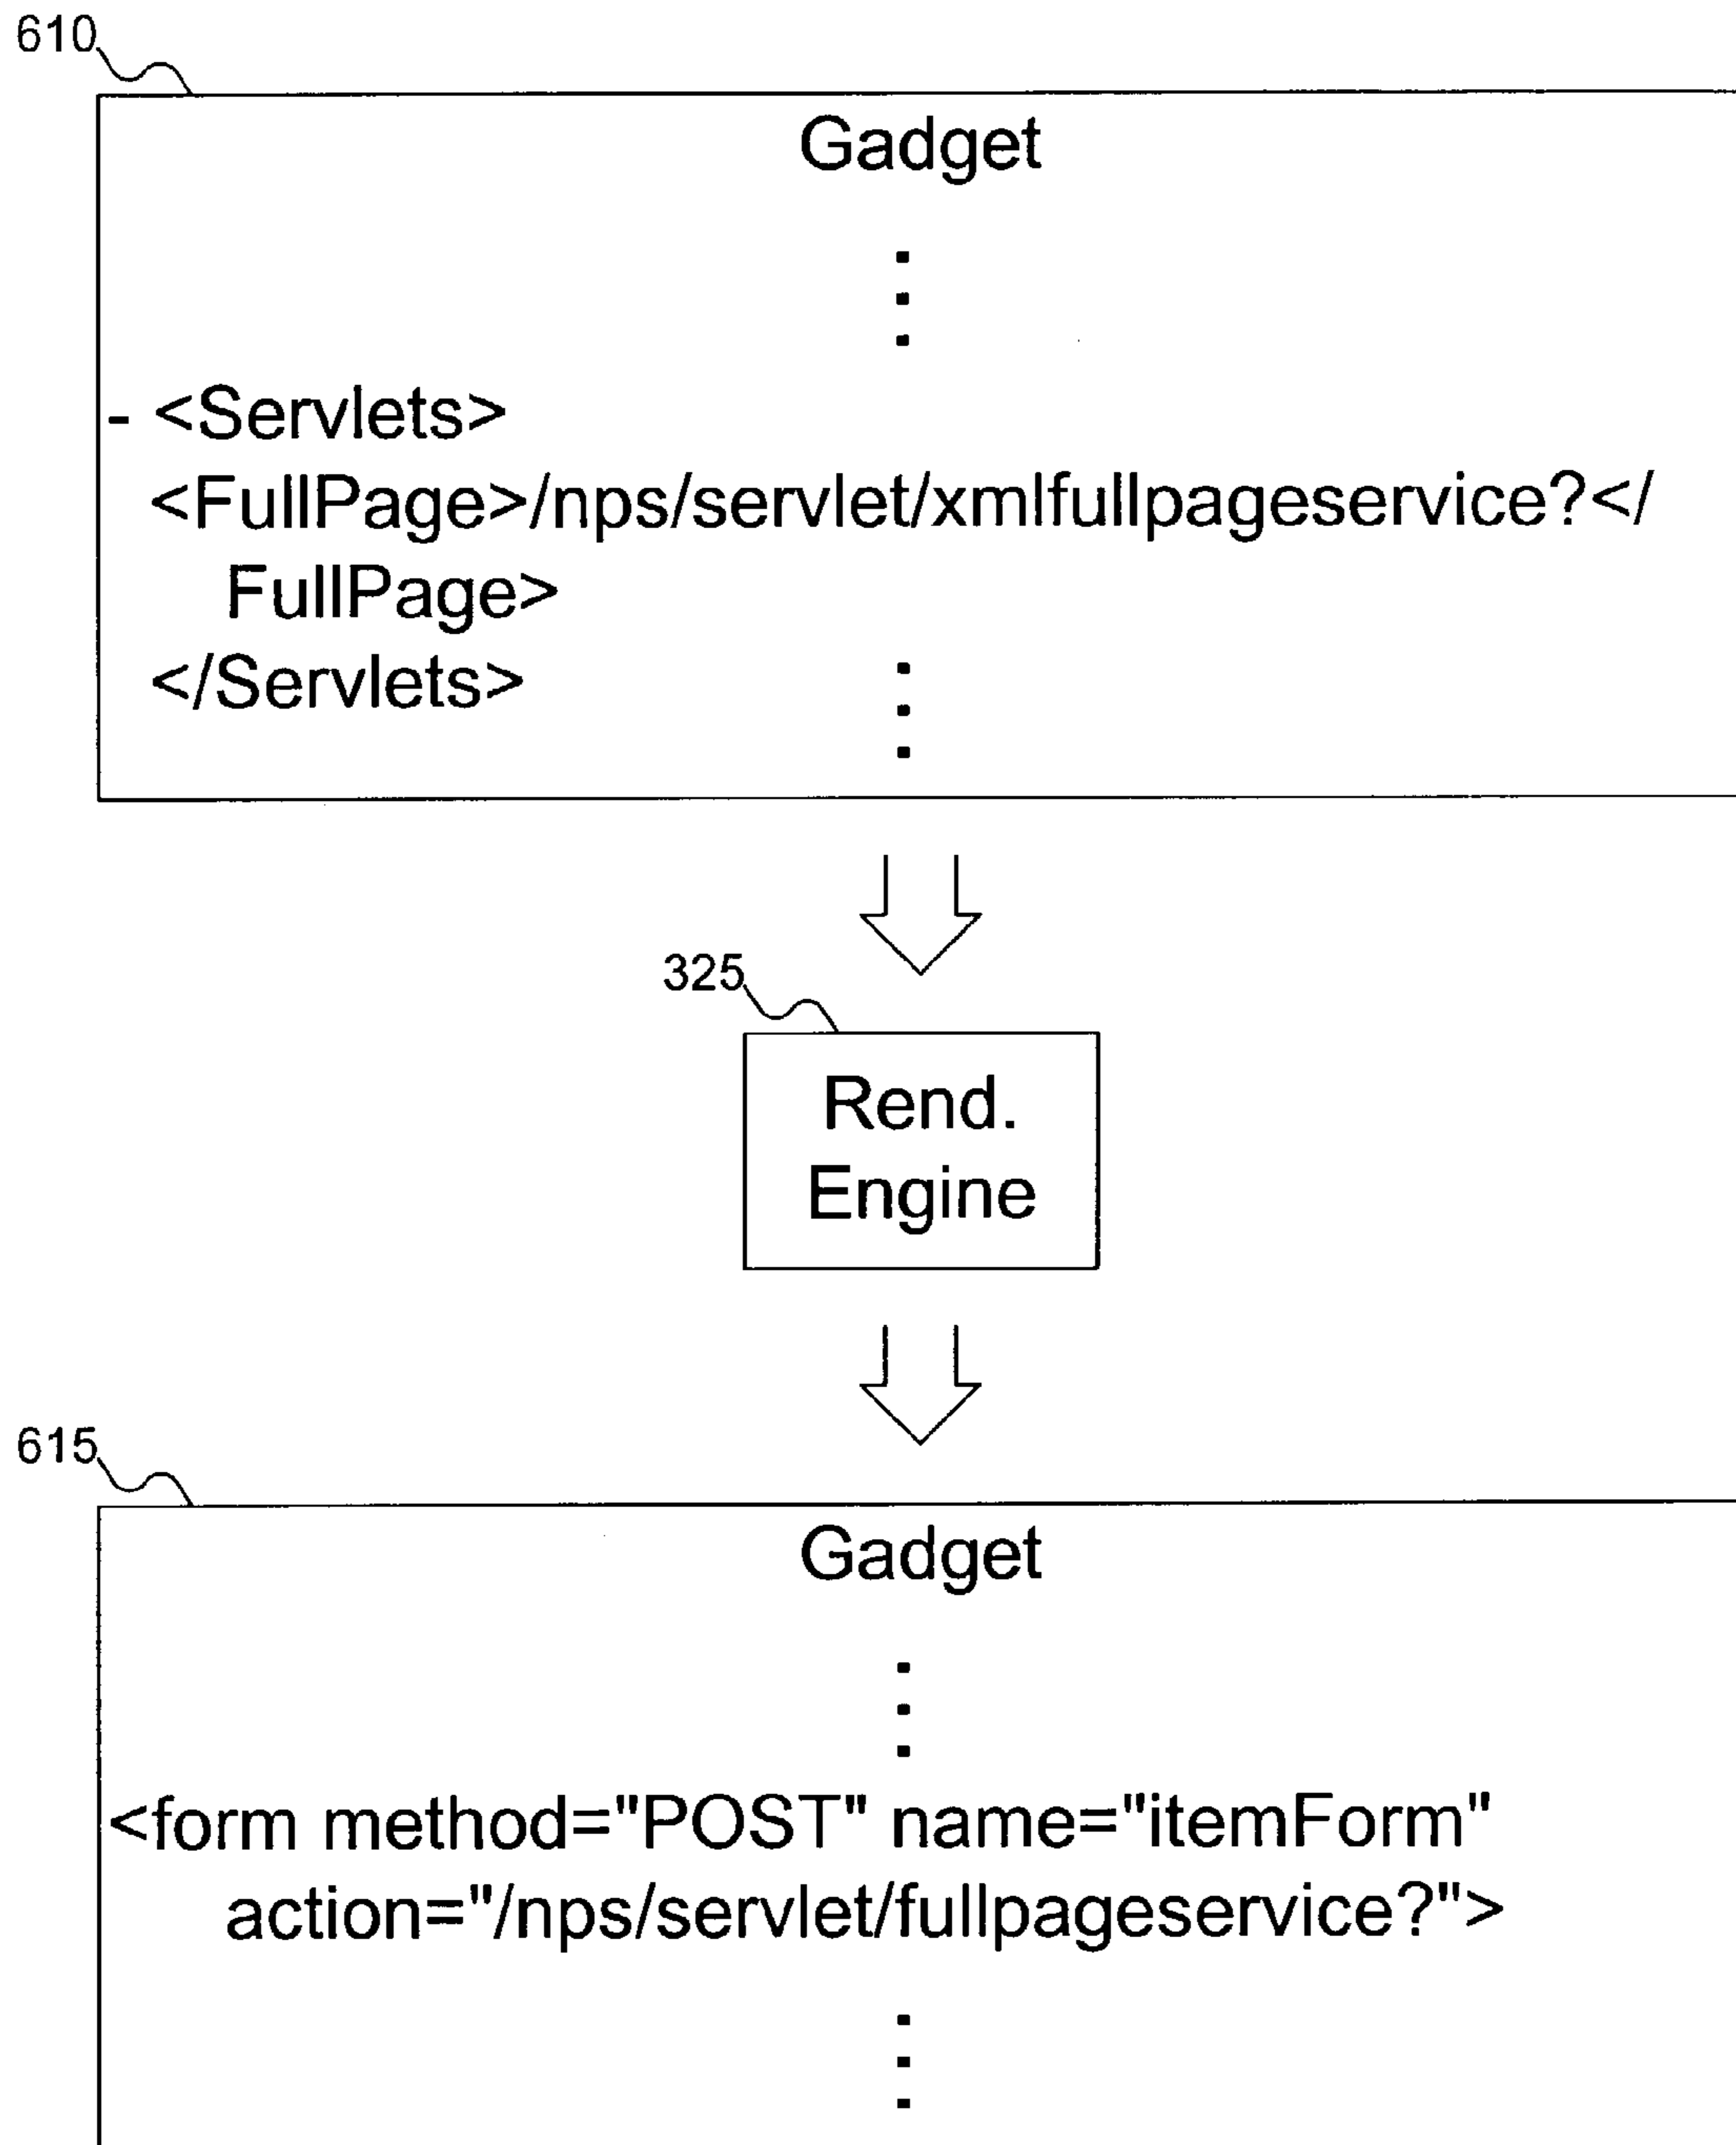 610
Gadget
- <Servlets>
<FullPage>/nps/servlet/xmlfullpageservice?</
FullPage>
</Servlets>
325
Rend.
Engine
615
Gadget
<form method="POST" name="itemForm"
action="/nps/servlet/fullpageservice?">